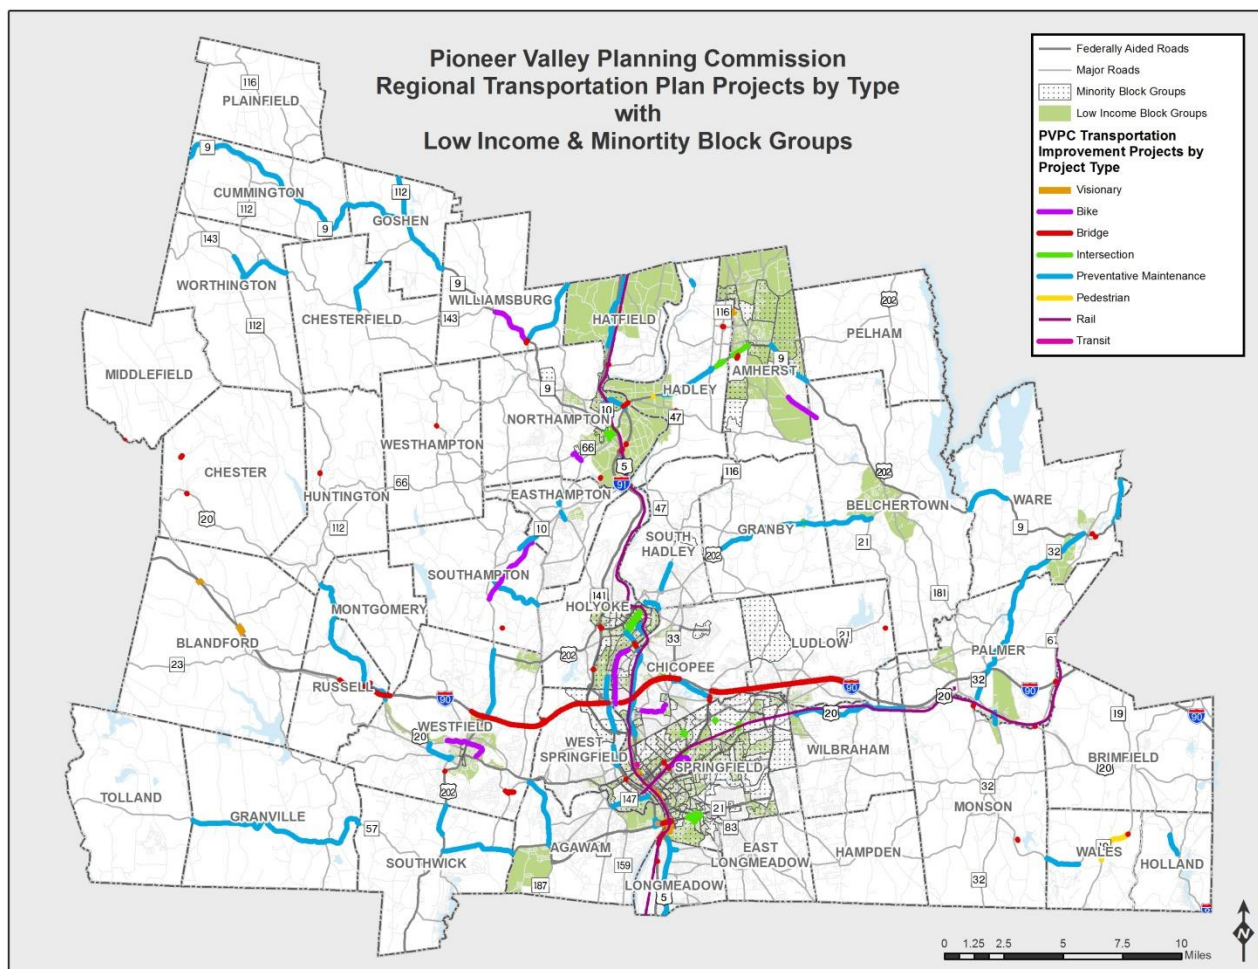 Pioneer Valley Planning Commission
Regional Transportation Plan Projects by Type
with
Low Income & Minortity Block Groups
Federally Aided Roads
Major Roads
Minority Block Groups
Low Income Block Groups
PVPC Transportation
Improvement Projects by
Project Type
Visionary
Bike
Bridge
Intersection
Preventative Maintenance
Pedestrian
Rail
Transit
116
PLAINFIELD
9
CUMMINGTON
112
9
112
GOSHEN
143
112
WORTHINGTON
CHESTERFIELD
9
WILLIAMSBURG
143
112
HATFIELD
116
202
PELHAM
MIDDLEFIELD
9
AMHERST
HADLEY
9
10
47
NORTHAMPTON
66
5
91
WESTHAMPTON
66
CHESTER
20
HUNTINGTON
112
EASTHAMPTON
10
47
116
202
BELCHERTOWN
WARE
9
32
GRANBY
202
21
SOUTH
HADLEY
SOUTHAMPTON
141
HOLYOKE
MONTGOMERY
BLANDFORD
23
202
33
CHICOPEE
LUDLOW
21
181
PALMER
32
67
RUSSELL
90
90
20
90
WESTFIELD
20
WEST
SPRINGFIELD
SPRINGFIELD
20
WILBRAHAM
19
90
BRIMFIELD
20
TOLLAND
GRANVILLE
57
202
147
21
83
32
MONSON
SOUTHWICK
AGAWAM
187
159
LONGMEADOW
5
EAST
LONGMEADOW
HAMPDEN
32
19
WALES
HOLLAND
N
0 1.25 2.5 5 7.5 10
Miles